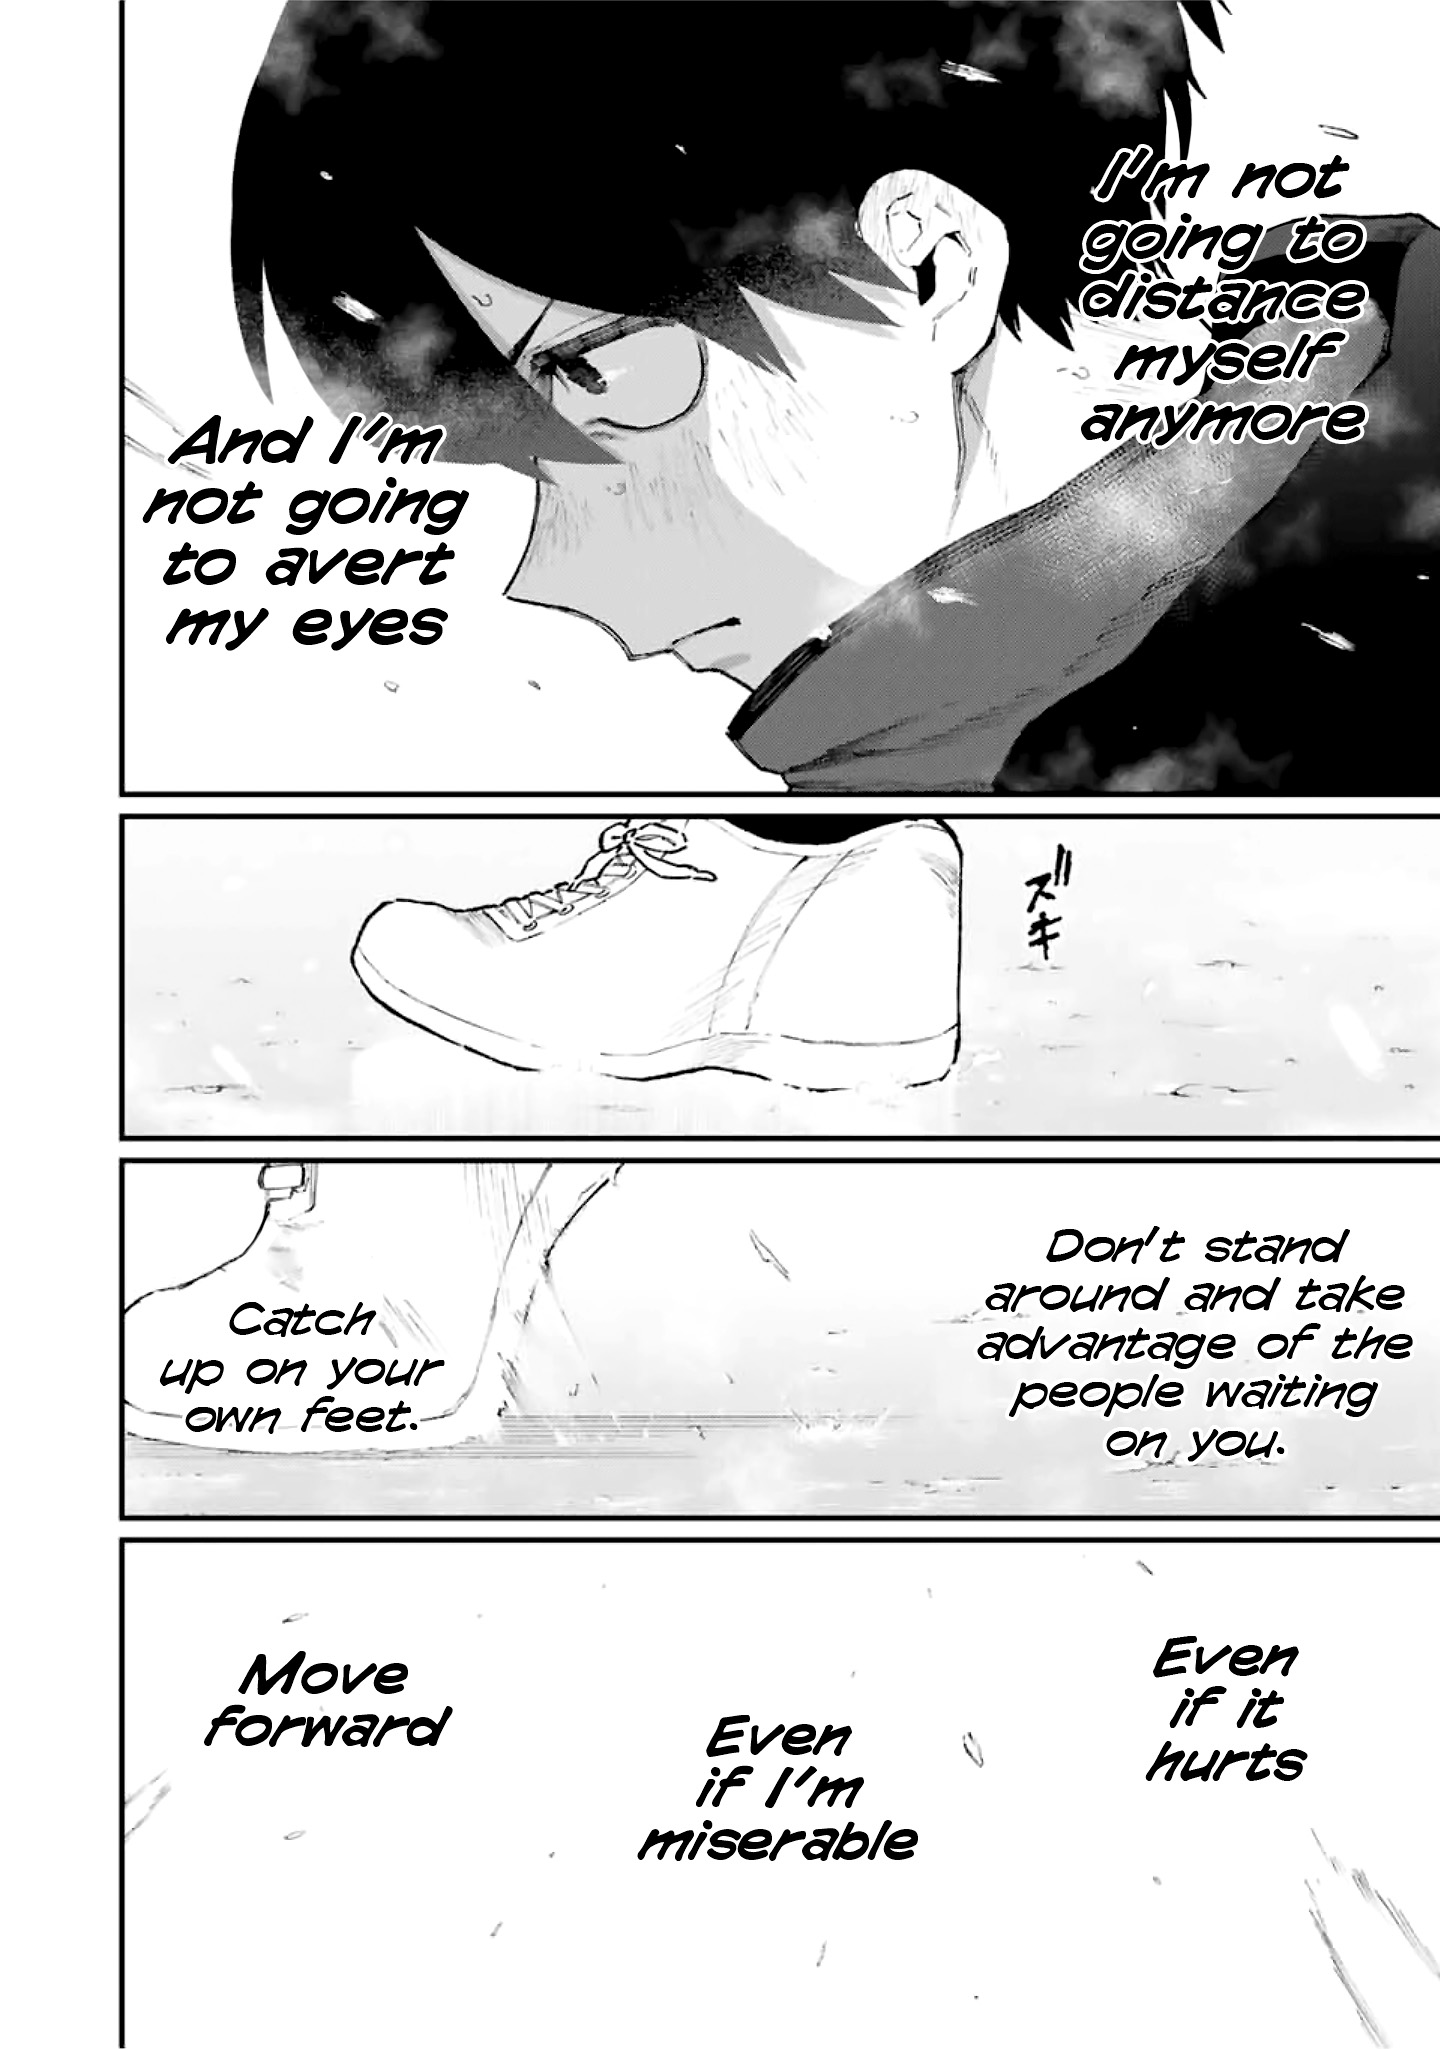 I'm not
going to
distance
myself
anymore
And I'm
not going
to avert
my eyes
ズキッ
Don't stand
around and take
advantage of the
people waiting
on you.
Catch
up on your
own feet.
Even
if it
hurts
Even
if I'm
miserable
Move
forward